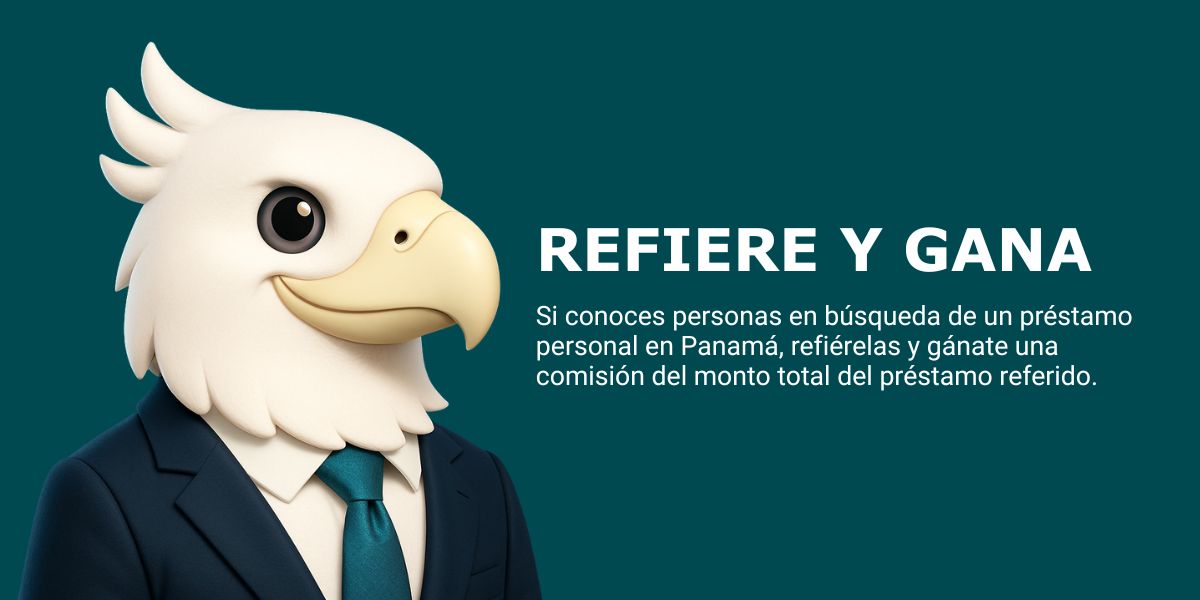 REFIERE Y GANA
Si conoces personas en búsqueda de un préstamo
personal en Panamá, refiérelas y gánate una
comisión del monto total del préstamo referido.